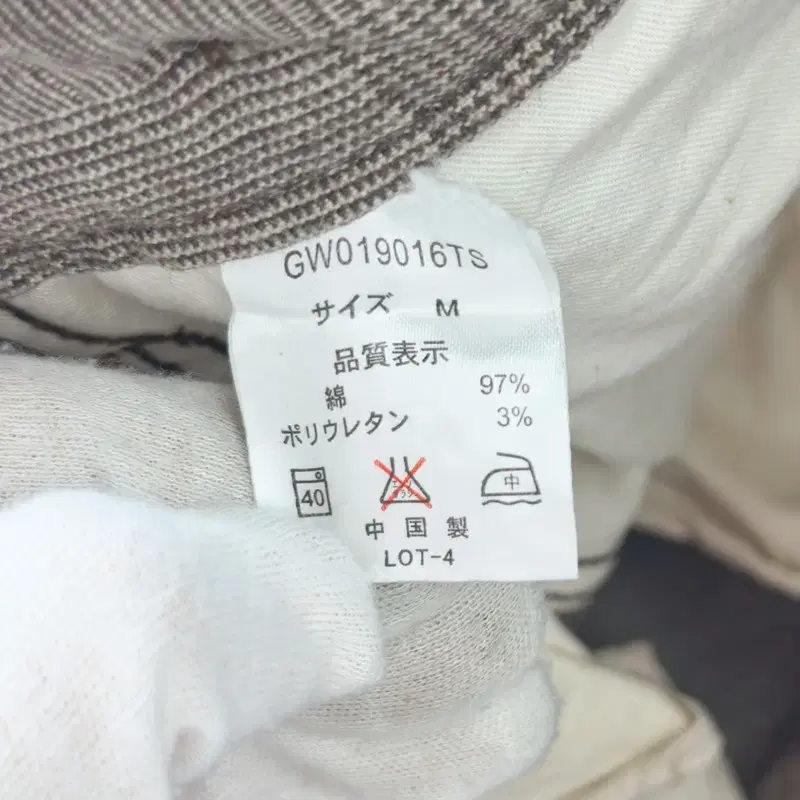 GW019016TS
サイズ M
品質表示
綿 97%
ポリウレタン 3%
40 中
中国製
LOT-4